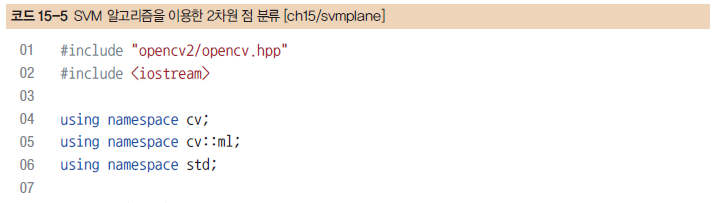 코드 15-5 SVM 알고리즘을 이용한 2차원 점 분류 [ch15/svmplane]
01 #include "opencv2/opencv.hpp"
02 #include <iostream>
03
04 using namespace cv;
05 using namespace cv::ml;
06 using namespace std;
07